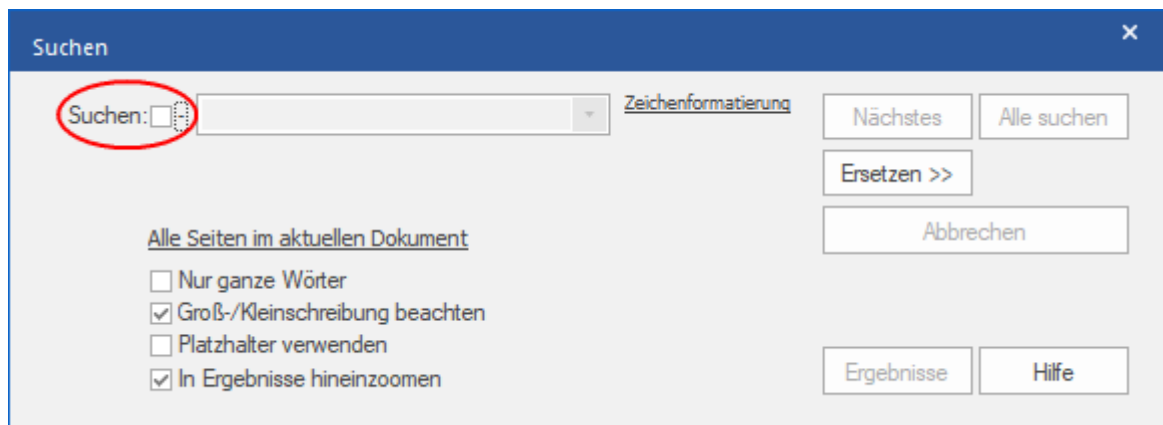 Suchen
Suchen: -
Zeichenformatierung
Nächstes
Alle suchen
Ersetzen >>
Abbrechen
Alle Seiten im aktuellen Dokument
Nur ganze Wörter
Groß-/Kleinschreibung beachten
Platzhalter verwenden
In Ergebnisse hineinzoomen
Ergebnisse
Hilfe